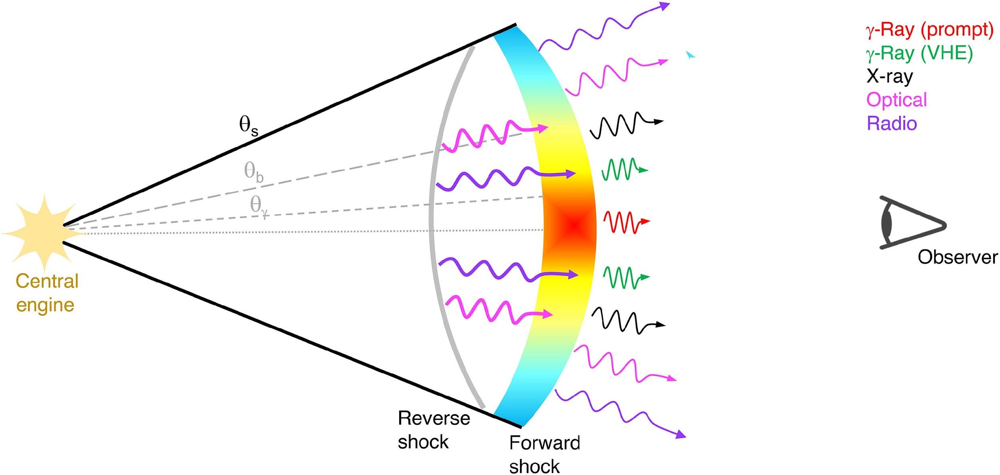 γ-Ray (prompt)
γ-Ray (VHE)
X-ray
Optical
Radio
θs
θb
θγ
Observer
Central
engine
Reverse
shock
Forward
shock